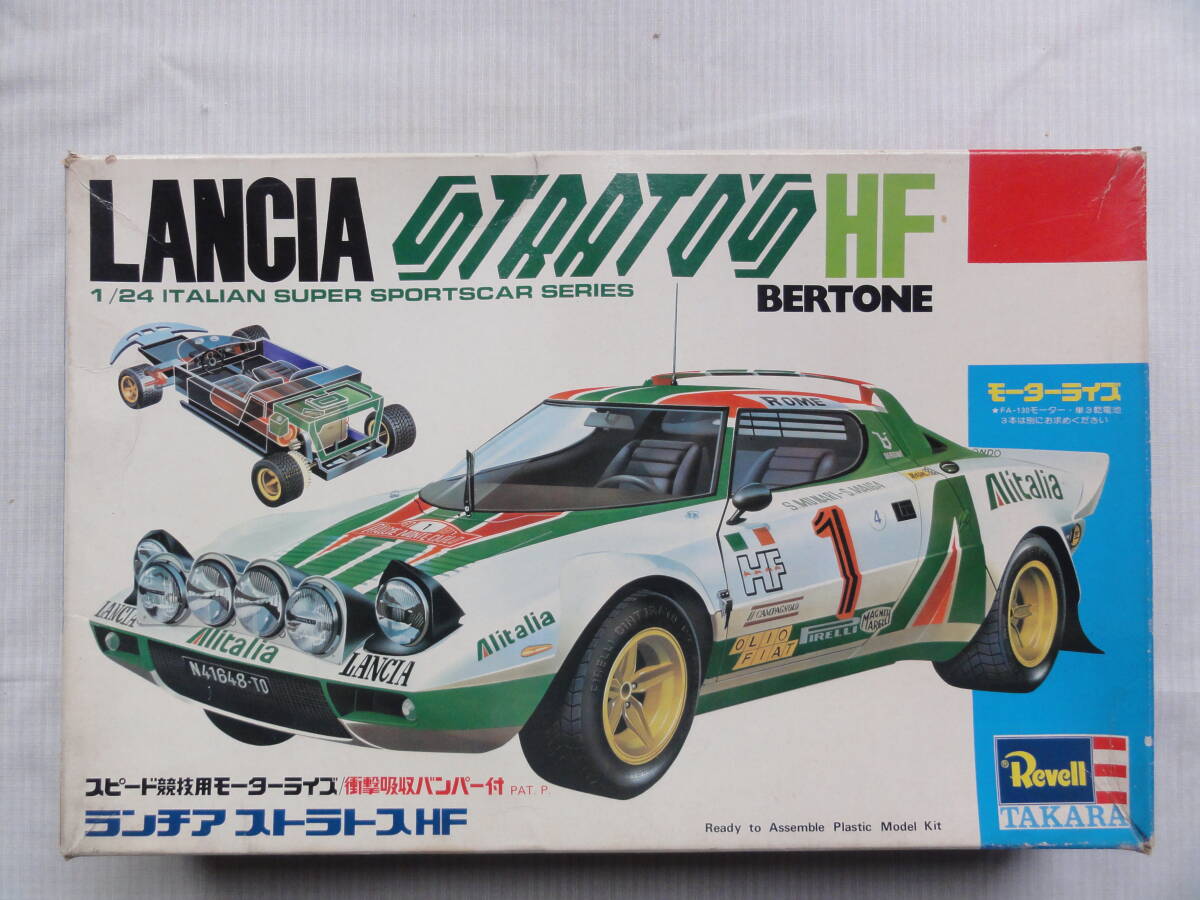 LANCIA STRATO'S HF
1/24 ITALIAN SUPER SPORTSCAR SERIES
BERTONE
モーターライズ
★FA-130モーター・単3乾電池
3本は別にお求めください
ROME
Alitalia
S.MUNARI-S.MAIGA
1
4
HF
CAMPAGNOLO
OLIO
FIAT
PIRELLI
MAGNETI
MARELLI
1
LANCIA
Alitalia
Alitalia
LANCIA
N41648-TO
スピード競技用モーターライズ/衝撃吸収バンパー付 PAT. P.
ランチア ストラトスHF
Ready to Assemble Plastic Model Kit
Revell
TAKARA